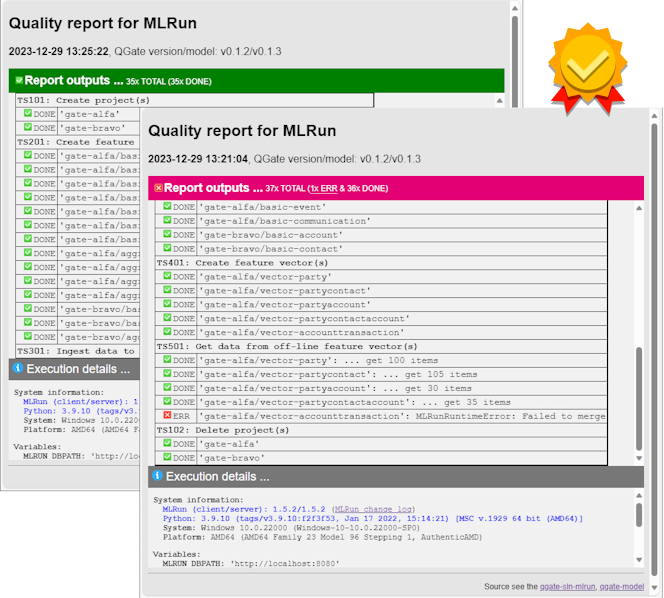 Quality report for MLRun
2023-12-29 13:25:22, QGate version/model: v0.1.2/v0.1.3
Report outputs ... 35x TOTAL (35x DONE)
TS101: Create project(s)
DONE 'gate-alfa'
DONE 'gate-bravo'
TS201: Create feature
DONE 'gate-alfa/basi
DONE 'gate-alfa/basi
DONE 'gate-alfa/basi
DONE 'gate-alfa/basi
DONE 'gate-alfa/basi
DONE 'gate-alfa/basi
DONE 'gate-alfa/basi
DONE 'gate-alfa/aggr
DONE 'gate-alfa/aggr
DONE 'gate-alfa/aggr
DONE 'gate-alfa/aggr
DONE 'gate-bravo/bas
DONE 'gate-bravo/bas
DONE 'gate-bravo/agg
TS301: Ingest data to
Execution details ...
System information:
MLRun (client/server): 1.
Python: 3.9.10 (tags/v3.9
System: Windows 10.0.2200
Platform: AMD64 (AMD64 Fa
Variables:
MLRUN DBPATH: 'http://loc
Quality report for MLRun
2023-12-29 13:21:04, QGate version/model: v0.1.2/v0.1.3
Report outputs ... 37x TOTAL (1x ERR & 36x DONE)
DONE 'gate-alfa/basic-event'
DONE 'gate-alfa/basic-communication'
DONE 'gate-bravo/basic-account'
DONE 'gate-bravo/basic-contact'
TS401: Create feature vector(s)
DONE 'gate-alfa/vector-party'
DONE 'gate-alfa/vector-partycontact'
DONE 'gate-alfa/vector-partyaccount'
DONE 'gate-alfa/vector-partycontactaccount'
DONE 'gate-alfa/vector-accounttransaction'
TS501: Get data from off-line feature vector(s)
DONE 'gate-alfa/vector-party': ... get 100 items
DONE 'gate-alfa/vector-partycontact': ... get 105 items
DONE 'gate-alfa/vector-partyaccount': ... get 30 items
DONE 'gate-alfa/vector-partycontactaccount': ... get 35 items
ERR 'gate-alfa/vector-accounttransaction': MLRunRuntimeError: Failed to merge
TS102: Delete project(s)
DONE 'gate-alfa'
DONE 'gate-bravo'
Execution details ...
System information:
MLRun (client/server): 1.5.2/1.5.2 (MLRun change log)
Python: 3.9.10 (tags/v3.9.10:f2f3f53, Jan 17 2022, 15:14:21) [MSC v.1929 64 bit (AMD64)]
System: Windows 10.0.22000 (Windows-10-10.0.22000-SP0)
Platform: AMD64 (AMD64 Family 23 Model 96 Stepping 1, AuthenticAMD)
Variables:
MLRUN DBPATH: 'http://localhost:8080'
Source see the qgate-sln-mlrun, qgate-model